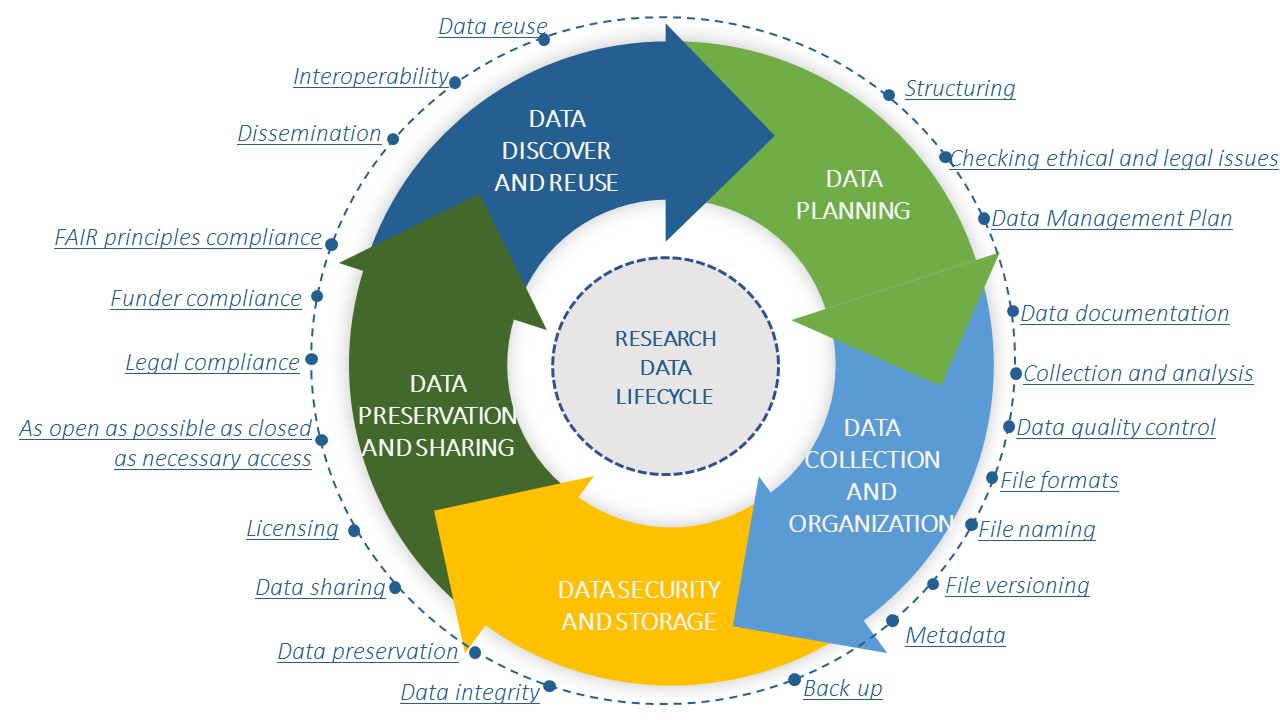 Data reuse
Interoperability
Dissemination
FAIR principles compliance
Funder compliance
Legal compliance
As open as possible as closed
as necessary access
Licensing
Data sharing
Data preservation
Data integrity
DATA
DISCOVER
AND REUSE
DATA
PLANNING
RESEARCH
DATA
LIFECYCLE
DATA
PRESERVATION
AND SHARING
DATA
COLLECTION
AND
ORGANIZATION
DATA SECURITY
AND STORAGE
Structuring
Checking ethical and legal issues
Data Management Plan
Data documentation
Collection and analysis
Data quality control
File formats
File naming
File versioning
Metadata
Back up